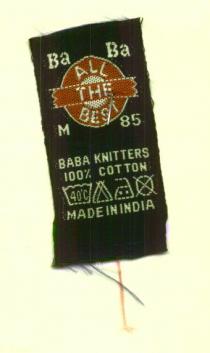 Ba Ba
ALL
THE
BEST
M 85
BABA KNITTERS
100% COTTON
40°C
MADE IN INDIA